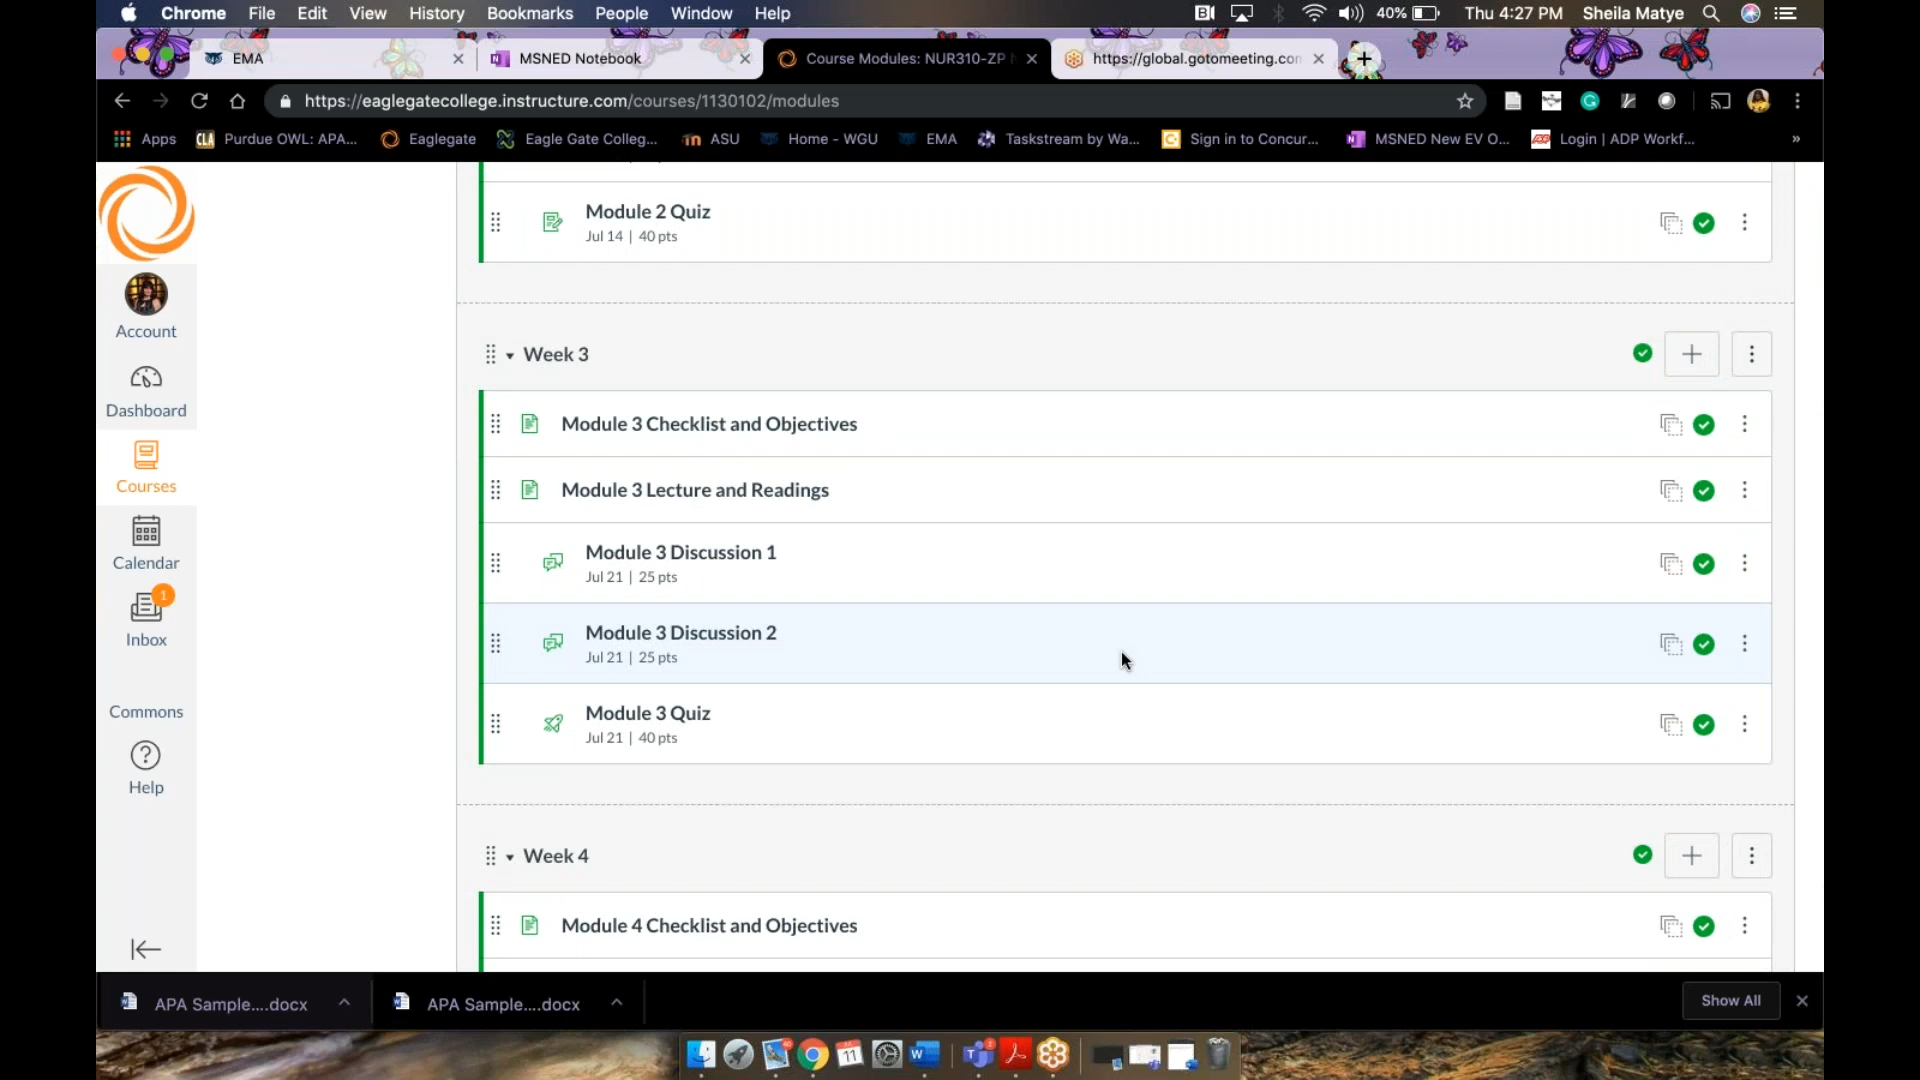 Chrome File Edit View History Bookmarks People Window Help 40% Thu 4:27 PM Sheila Matye
EMA MSNED Notebook Course Modules: NUR310-ZP https://global.gotomeeting.con
https://eaglegatecollege.instructure.com/courses/1130102/modules
Apps CLA Purdue OWL: APA... Eaglegate Eagle Gate Colleg... ASU Home - WGU EMA Taskstream by Wa... Sign in to Concur... MSNED New EV O... Login | ADP Workf... »
Module 2 Quiz
Jul 14 | 40 pts
Account
Week 3
Dashboard
Module 3 Checklist and Objectives
Courses
Module 3 Lecture and Readings
Calendar
Module 3 Discussion 1
Jul 21 | 25 pts
1
Inbox
Module 3 Discussion 2
Jul 21 | 25 pts
Commons
Module 3 Quiz
Jul 21 | 40 pts
Help
Week 4
Module 4 Checklist and Objectives
APA Sample....docx APA Sample....docx Show All
11